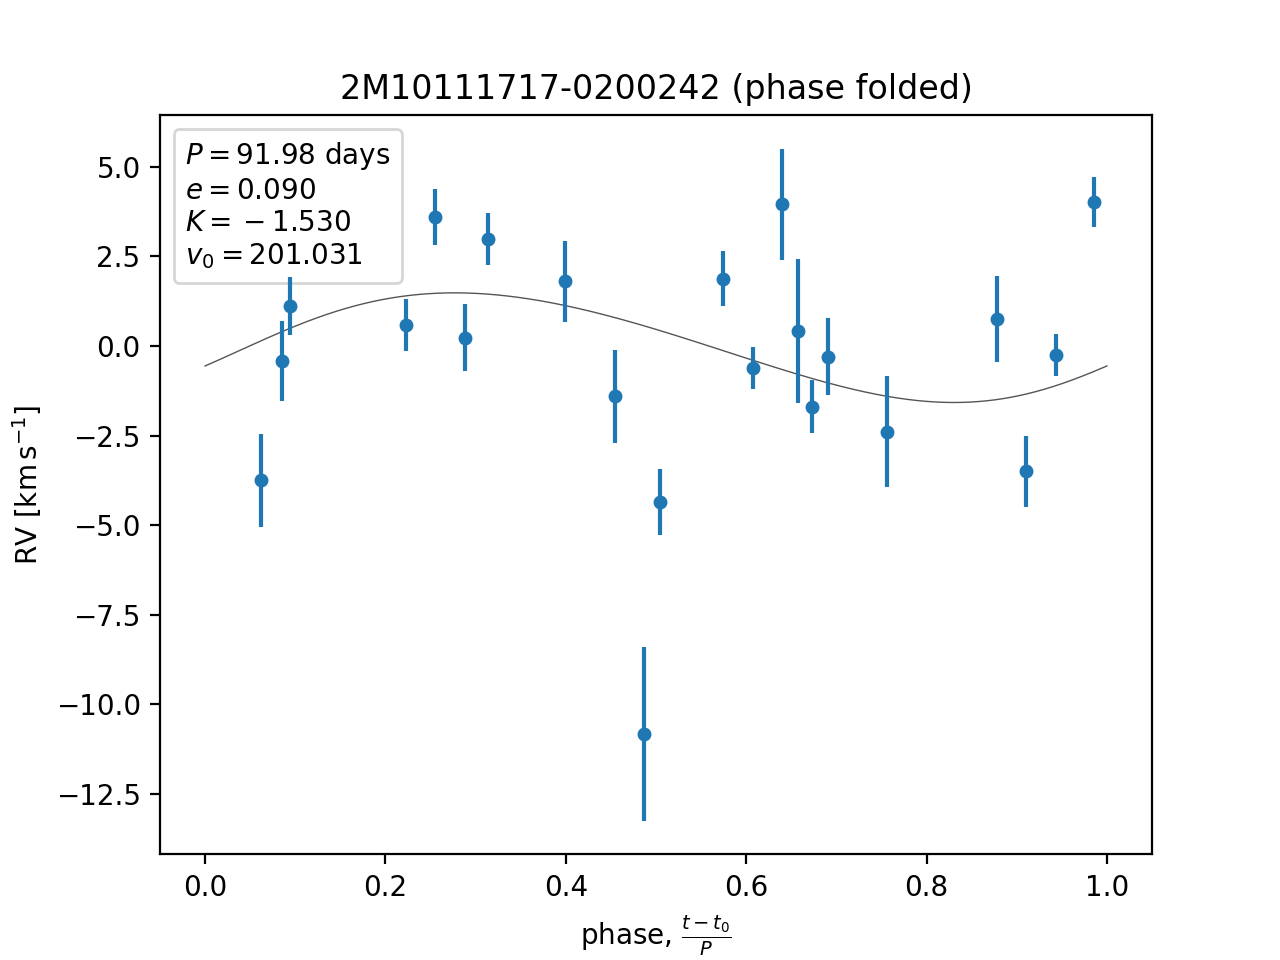 2M10111717-0200242 (phase folded)
P = 91.98 days
e = 0.090
K = −1.530
v₀ = 201.031
5.0
2.5
0.0
−2.5
−5.0
−7.5
−10.0
−12.5
RV [km s⁻¹]
0.0 0.2 0.4 0.6 0.8 1.0
phase, (t − t₀)/P